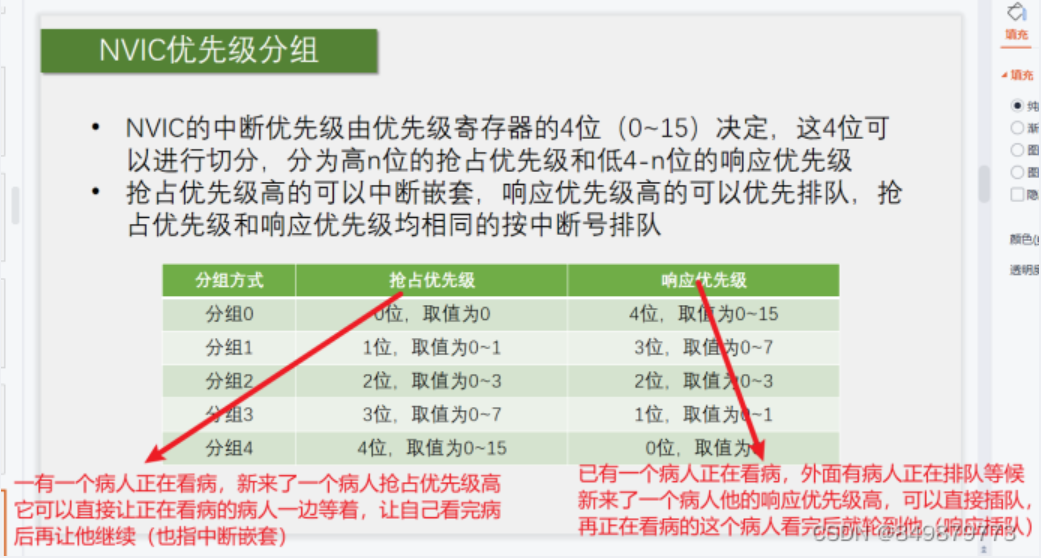 填充
填充
纯
渐
图
图
隐
颜色(
透明度
NVIC优先级分组
• NVIC的中断优先级由优先级寄存器的4位（0~15）决定，这4位可
以进行切分，分为高n位的抢占优先级和低4-n位的响应优先级
• 抢占优先级高的可以中断嵌套，响应优先级高的可以优先排队，抢
占优先级和响应优先级均相同的按中断号排队
分组方式 抢占优先级 响应优先级
分组0 0位，取值为0 4位，取值为0~15
分组1 1位，取值为0~1 3位，取值为0~7
分组2 2位，取值为0~3 2位，取值为0~3
分组3 3位，取值为0~7 1位，取值为0~1
分组4 4位，取值为0~15 0位，取值为
一有一个病人正在看病，新来了一个病人抢占优先级高
它可以直接让正在看病的病人一边等着，让自己看完病
后再让他继续（也指中断嵌套）
已有一个病人正在看病，外面有病人正在排队等候
新来了一个病人他的响应优先级高，可以直接插队，
再正在看病的这个病人看完后就轮到他（响应插队）
CSDN @849879773